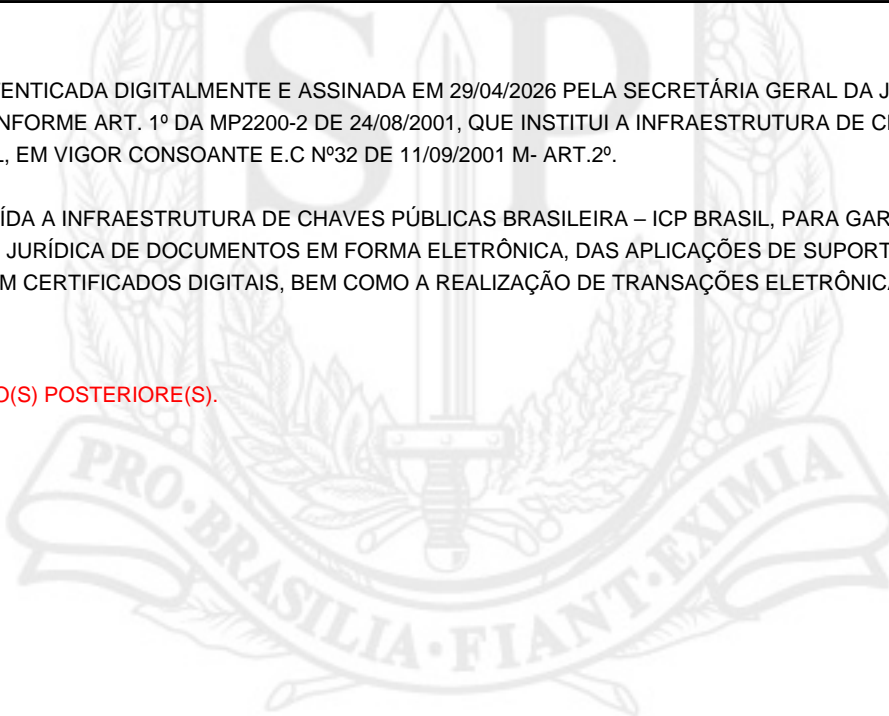 ENTICADA DIGITALMENTE E ASSINADA EM 29/04/2026 PELA SECRETÁRIA GERAL DA J
NFORME ART. 1º DA MP2200-2 DE 24/08/2001, QUE INSTITUI A INFRAESTRUTURA DE C
, EM VIGOR CONSOANTE E.C Nº32 DE 11/09/2001 M- ART.2º.
ÍDA A INFRAESTRUTURA DE CHAVES PÚBLICAS BRASILEIRA – ICP BRASIL, PARA GAR
JURÍDICA DE DOCUMENTOS EM FORMA ELETRÔNICA, DAS APLICAÇÕES DE SUPORT
M CERTIFICADOS DIGITAIS, BEM COMO A REALIZAÇÃO DE TRANSAÇÕES ELETRÔNICA
O(S) POSTERIORE(S).
SP
PRO·BRASILIA·FIANT·EXIMIA